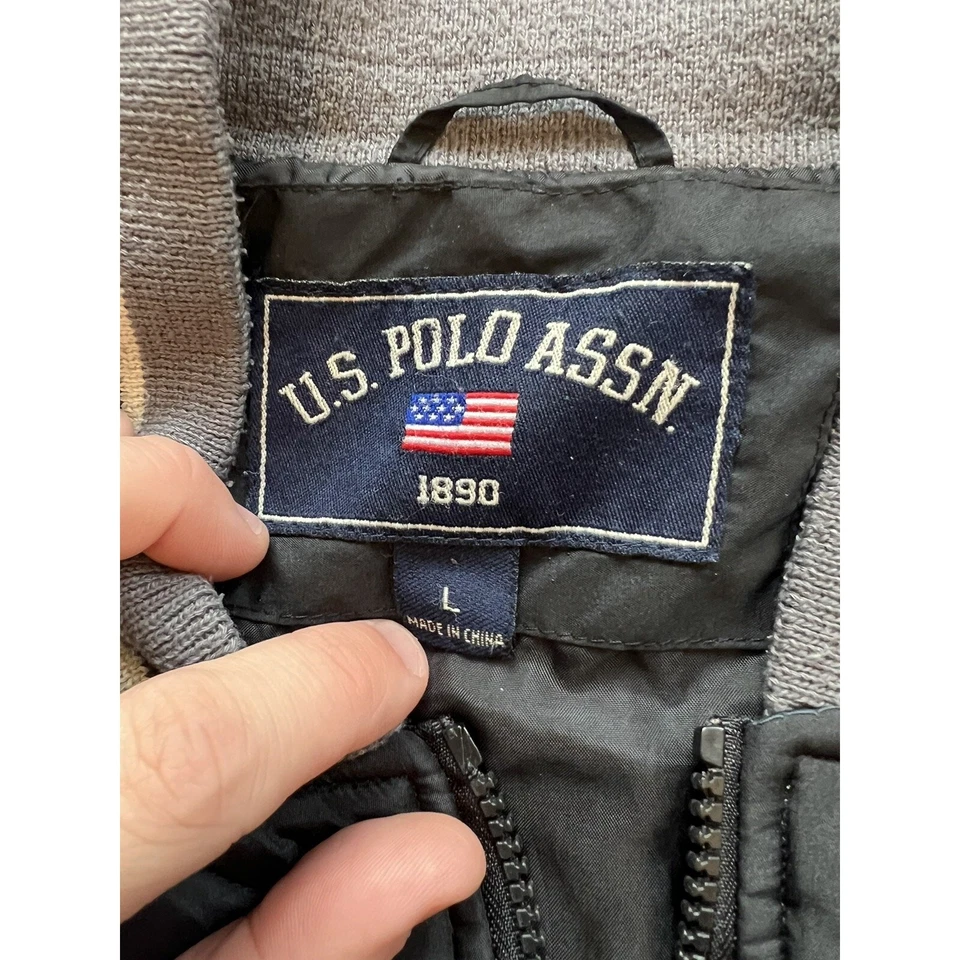 U.S. POLO ASSN.
1890
L
MADE IN CHINA